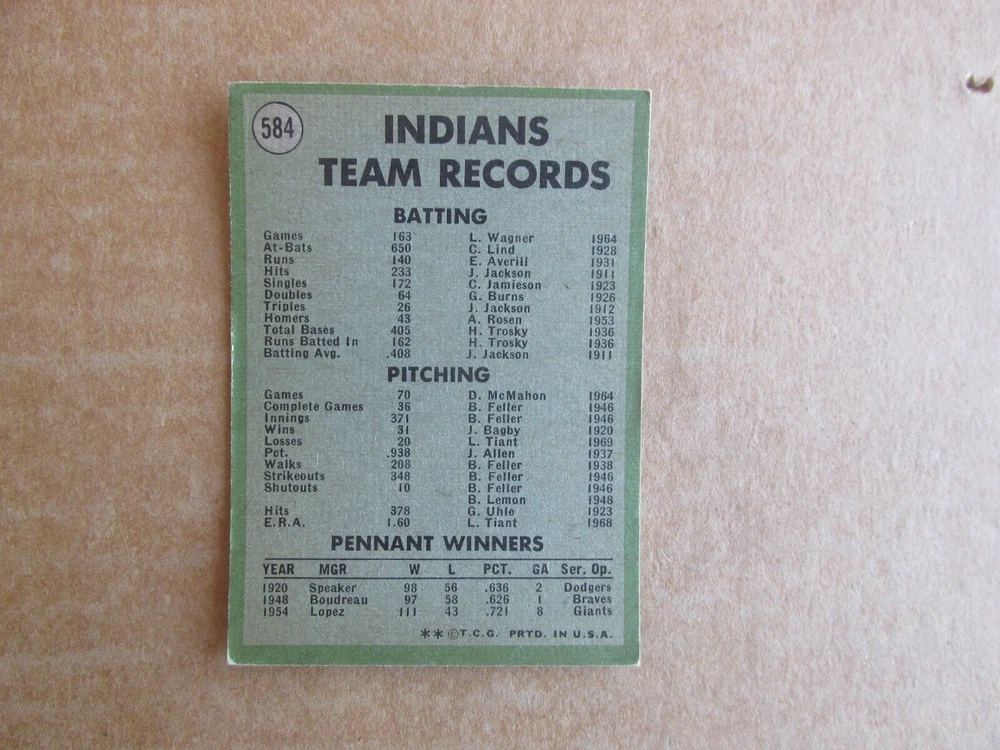 584
INDIANS
TEAM RECORDS
BATTING
Games 163 L. Wagner 1964
At-Bats 650 C. Lind 1928
Runs 140 E. Averill 1931
Hits 233 J. Jackson 1911
Singles 172 C. Jamieson 1923
Doubles 64 G. Burns 1926
Triples 26 J. Jackson 1912
Homers 43 A. Rosen 1953
Total Bases 405 H. Trosky 1936
Runs Batted In 162 H. Trosky 1936
Batting Avg. .408 J. Jackson 1911
PITCHING
Games 70 D. McMahon 1964
Complete Games 36 B. Feller 1946
Innings 371 B. Feller 1946
Wins 31 J. Bagby 1920
Losses 20 L. Tiant 1969
Pct. .938 J. Allen 1937
Walks 208 B. Feller 1938
Strikeouts 348 B. Feller 1946
Shutouts 10 B. Feller 1946
B. Lemon 1948
Hits 378 G. Uhle 1923
E.R.A. 1.60 L. Tiant 1968
PENNANT WINNERS
YEAR MGR W L PCT. GA Ser. Op.
1920 Speaker 98 56 .636 2 Dodgers
1948 Boudreau 97 58 .626 1 Braves
1954 Lopez 111 43 .721 8 Giants
**©T.C.G. PRTD. IN U.S.A.